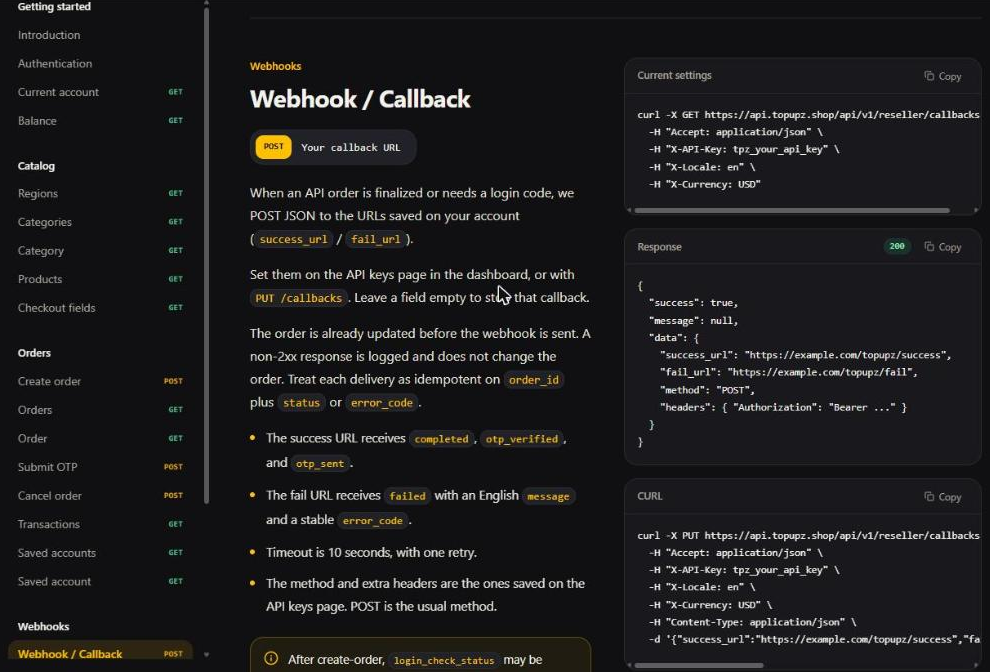 Getting started
Introduction
Authentication
Current account GET
Balance GET
Catalog
Regions GET
Categories GET
Category GET
Products GET
Checkout fields GET
Orders
Create order POST
Orders GET
Order GET
Submit OTP POST
Cancel order POST
Transactions GET
Saved accounts GET
Saved account GET
Webhooks
Webhook / Callback POST
Webhooks
Webhook / Callback
POST Your callback URL
When an API order is finalized or needs a login code, we
POST JSON to the URLs saved on your account
( success_url / fail_url ).
Set them on the API keys page in the dashboard, or with
PUT /callbacks . Leave a field empty to that callback.
The order is already updated before the webhook is sent. A
non-2xx response is logged and does not change the
order. Treat each delivery as idempotent on order_id
plus status or error_code .
• The success URL receives completed , otp_verified ,
and otp_sent .
• The fail URL receives failed with an English message
and a stable error_code .
• Timeout is 10 seconds, with one retry.
• The method and extra headers are the ones saved on the
API keys page. POST is the usual method.
After create-order, login_check_status may be
Current settings Copy
curl -X GET https://api.topupz.shop/api/v1/reseller/callbacks
-H "Accept: application/json" \
-H "X-API-Key: tpz_your_api_key" \
-H "X-Locale: en" \
-H "X-Currency: USD"
Response 200 Copy
{
"success": true,
"message": null,
"data": {
"success_url": "https://example.com/topupz/success",
"fail_url": "https://example.com/topupz/fail",
"method": "POST",
"headers": { "Authorization": "Bearer ..." }
}
}
CURL Copy
curl -X PUT https://api.topupz.shop/api/v1/reseller/callbacks
-H "Accept: application/json" \
-H "X-API-Key: tpz_your_api_key" \
-H "X-Locale: en" \
-H "X-Currency: USD" \
-H "Content-Type: application/json" \
-d '{"success_url":"https://example.com/topupz/success","fa